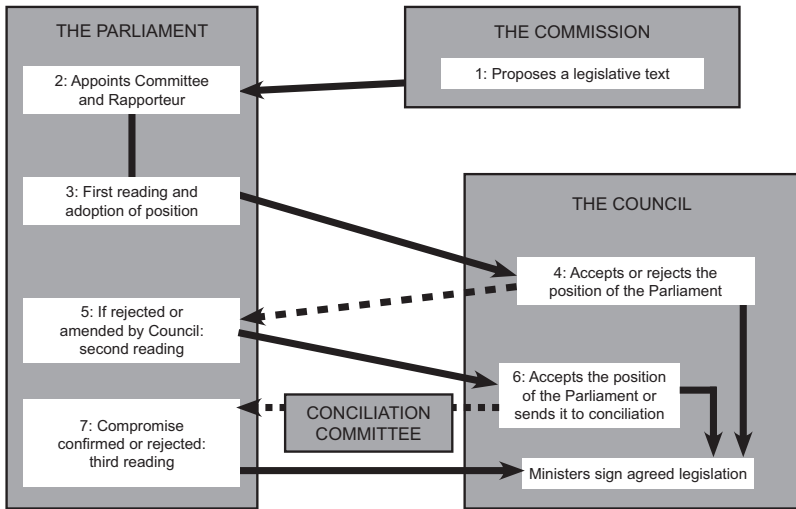 THE PARLIAMENT
THE COMMISSION
1: Proposes a legislative text
2: Appoints Committee
and Rapporteur
3: First reading and
adoption of position
THE COUNCIL
4: Accepts or rejects the
position of the Parliament
5: If rejected or
amended by Council:
second reading
6: Accepts the position
of the Parliament or
sends it to conciliation
CONCILIATION
COMMITTEE
7: Compromise
confirmed or rejected:
third reading
Ministers sign agreed legislation